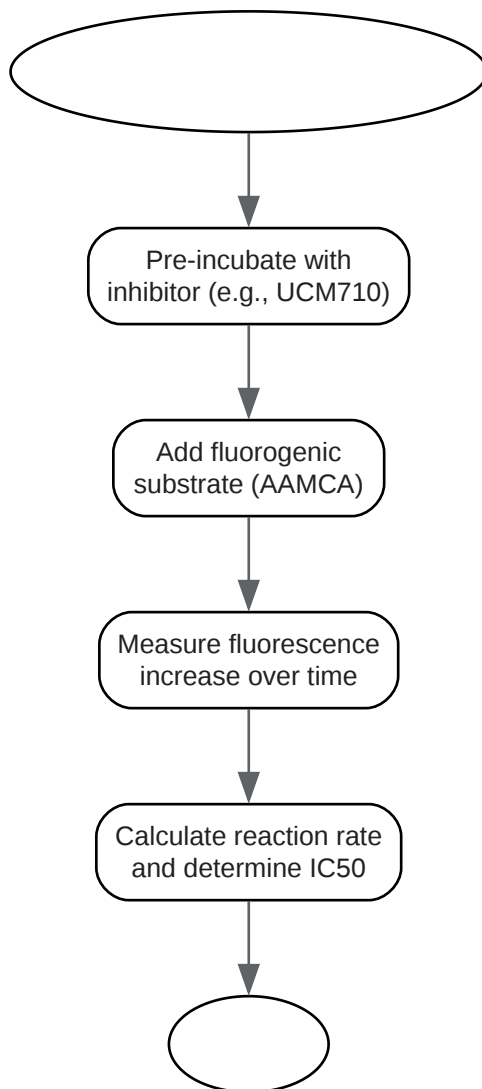 Pre-incubate with
inhibitor (e.g., UCM710)
Add fluorogenic
substrate (AAMCA)
Measure fluorescence
increase over time
Calculate reaction rate
and determine IC50